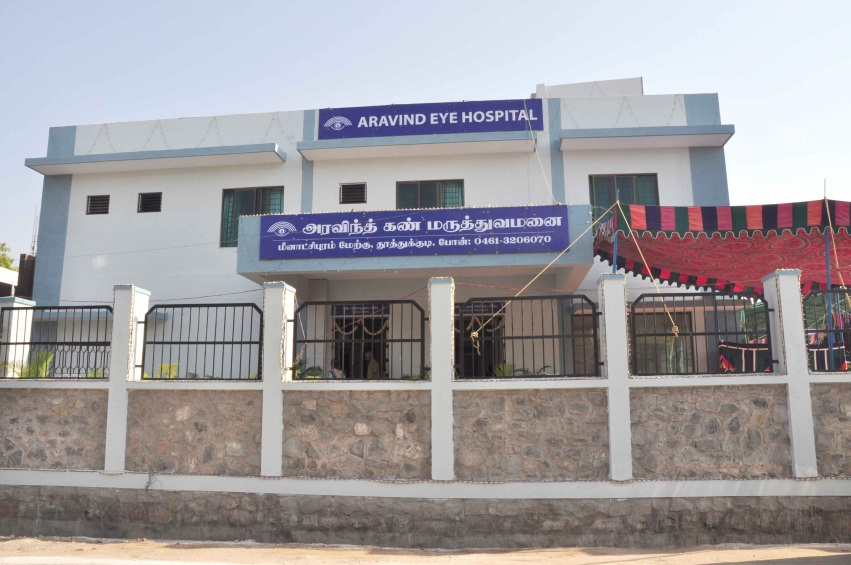 ARAVIND EYE HOSPITAL
அரவிந்த் கண் மருத்துவமனை
மீனாட்சிபுரம் மேற்கு, தூத்துக்குடி, போன்: 0461-3206070